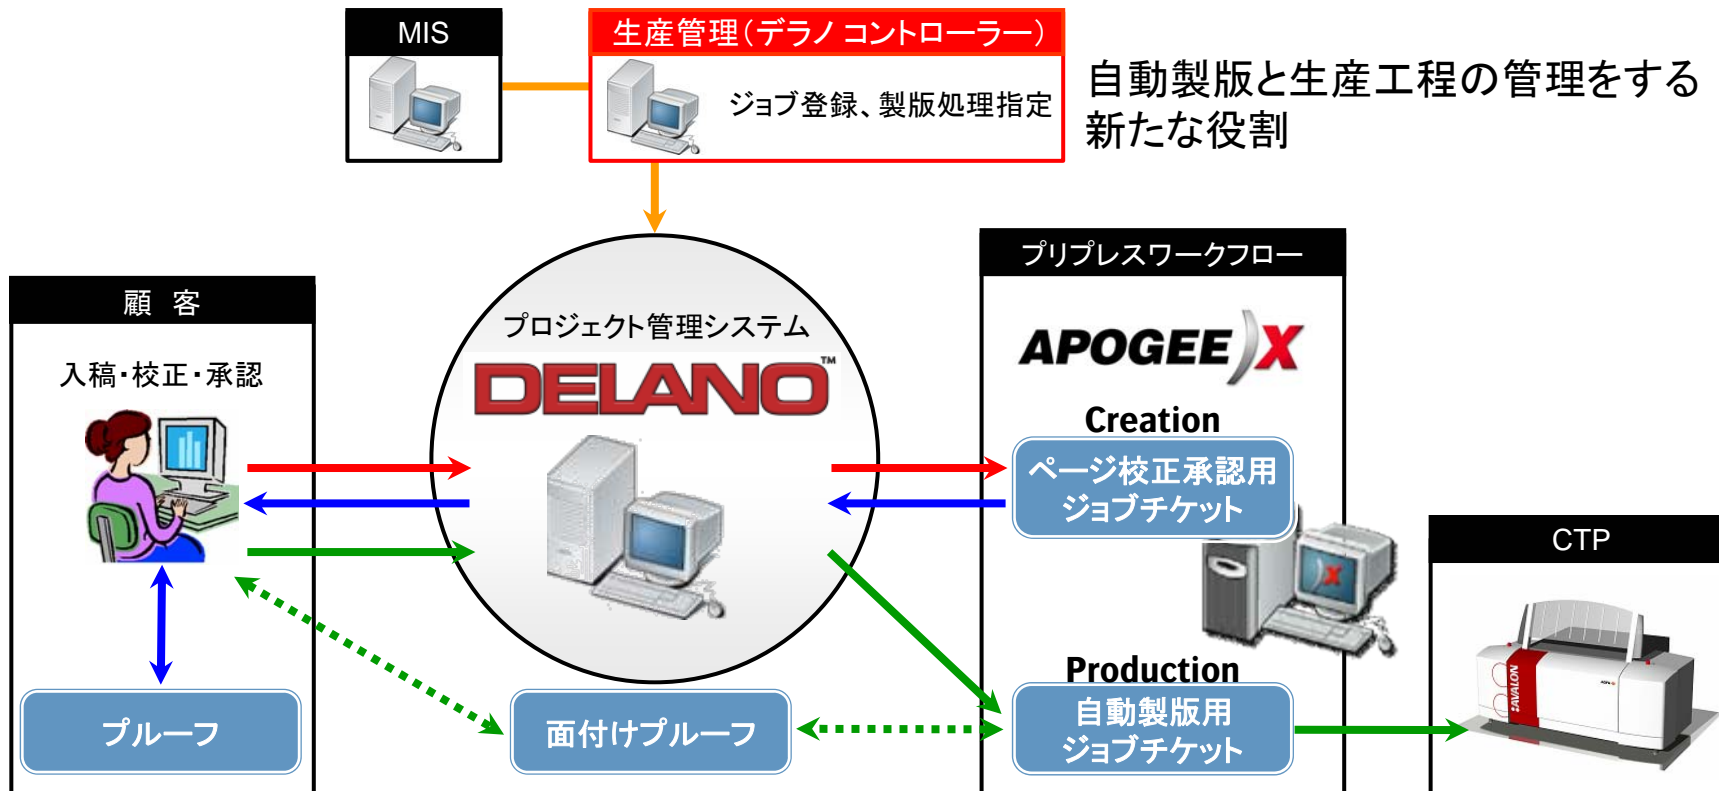 MIS
生産管理(デラノ コントローラー)
ジョブ登録、製版処理指定
自動製版と生産工程の管理をする
新たな役割
プリプレスワークフロー
顧 客
プロジェクト管理システム
DELANO™
入稿・校正・承認
APOGEE X
Creation
ページ校正承認用
ジョブチケット
CTP
X
Production
自動製版用
ジョブチケット
プルーフ
面付けプルーフ
:AVALON